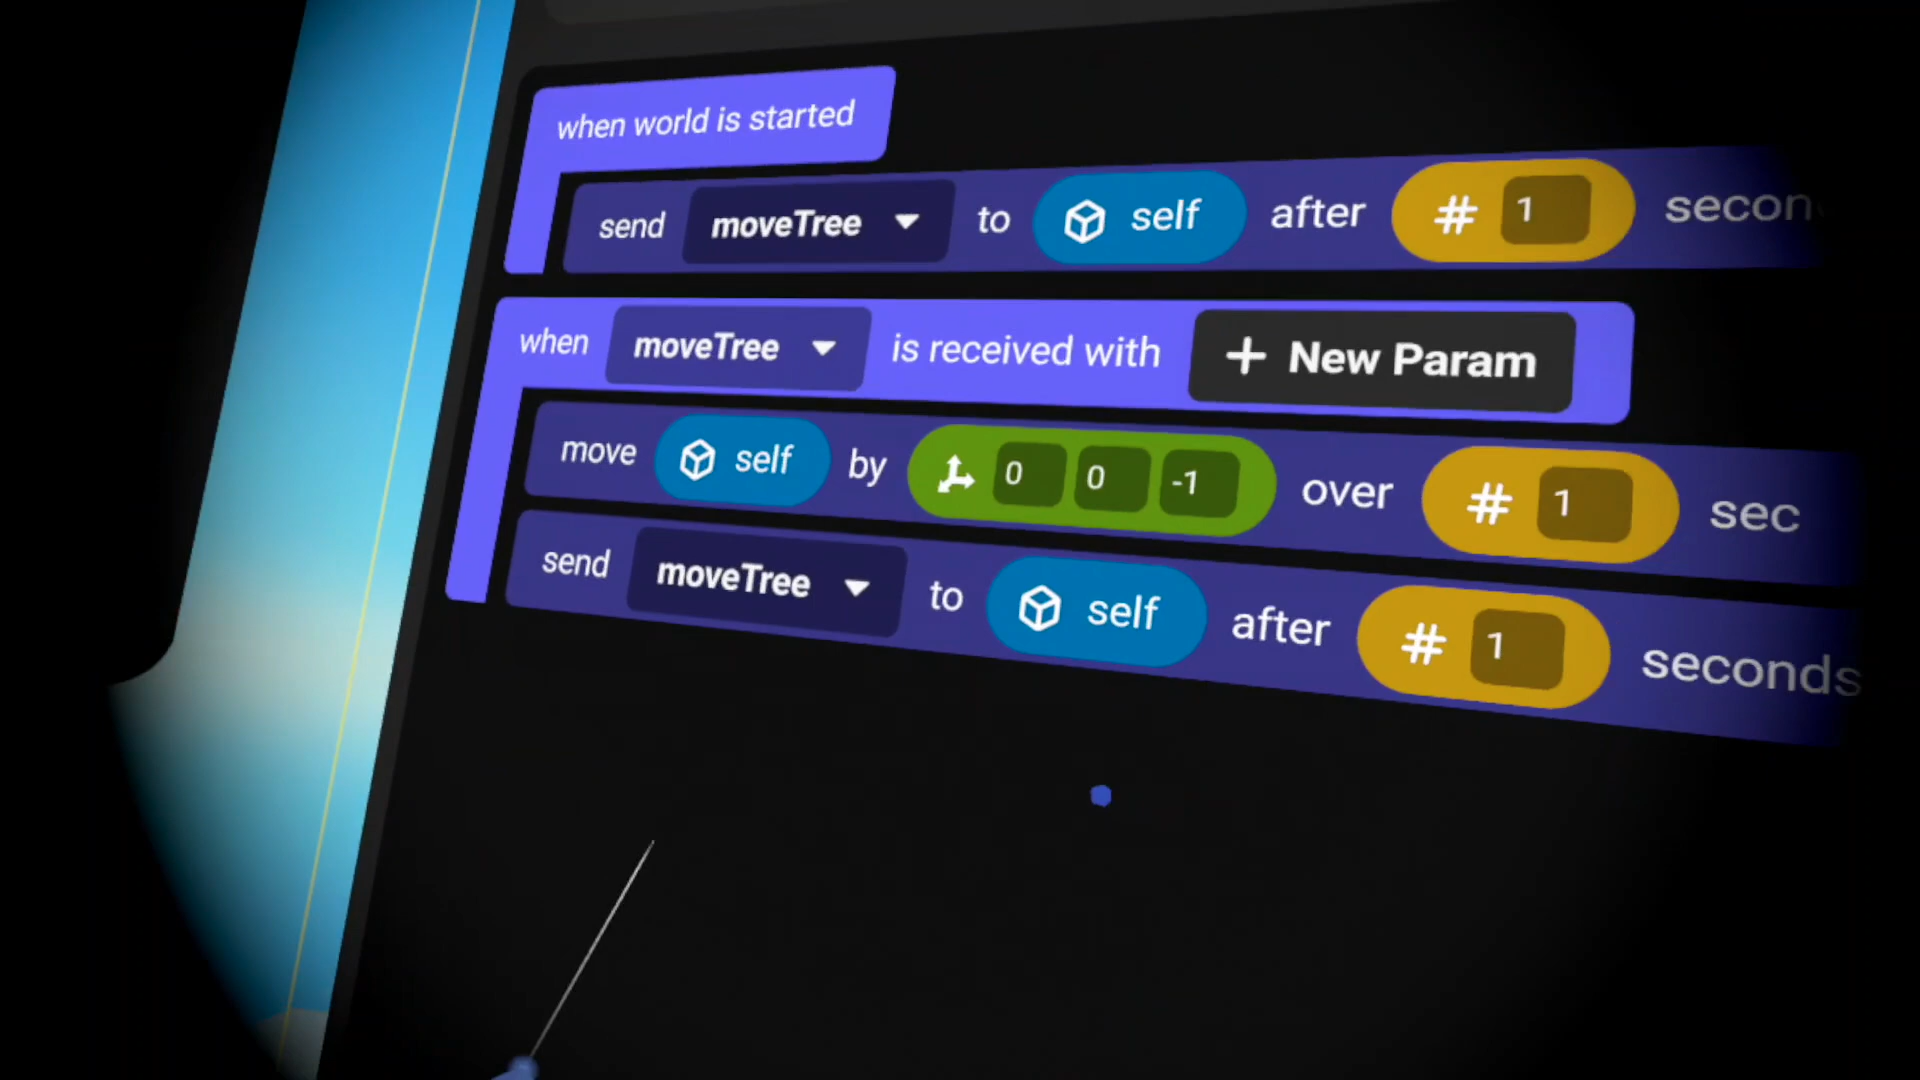 when world is started
send moveTree to self after # 1 secon
when moveTree is received with + New Param
move self by 0 0 -1 over # 1 sec
send moveTree to self after # 1 seconds